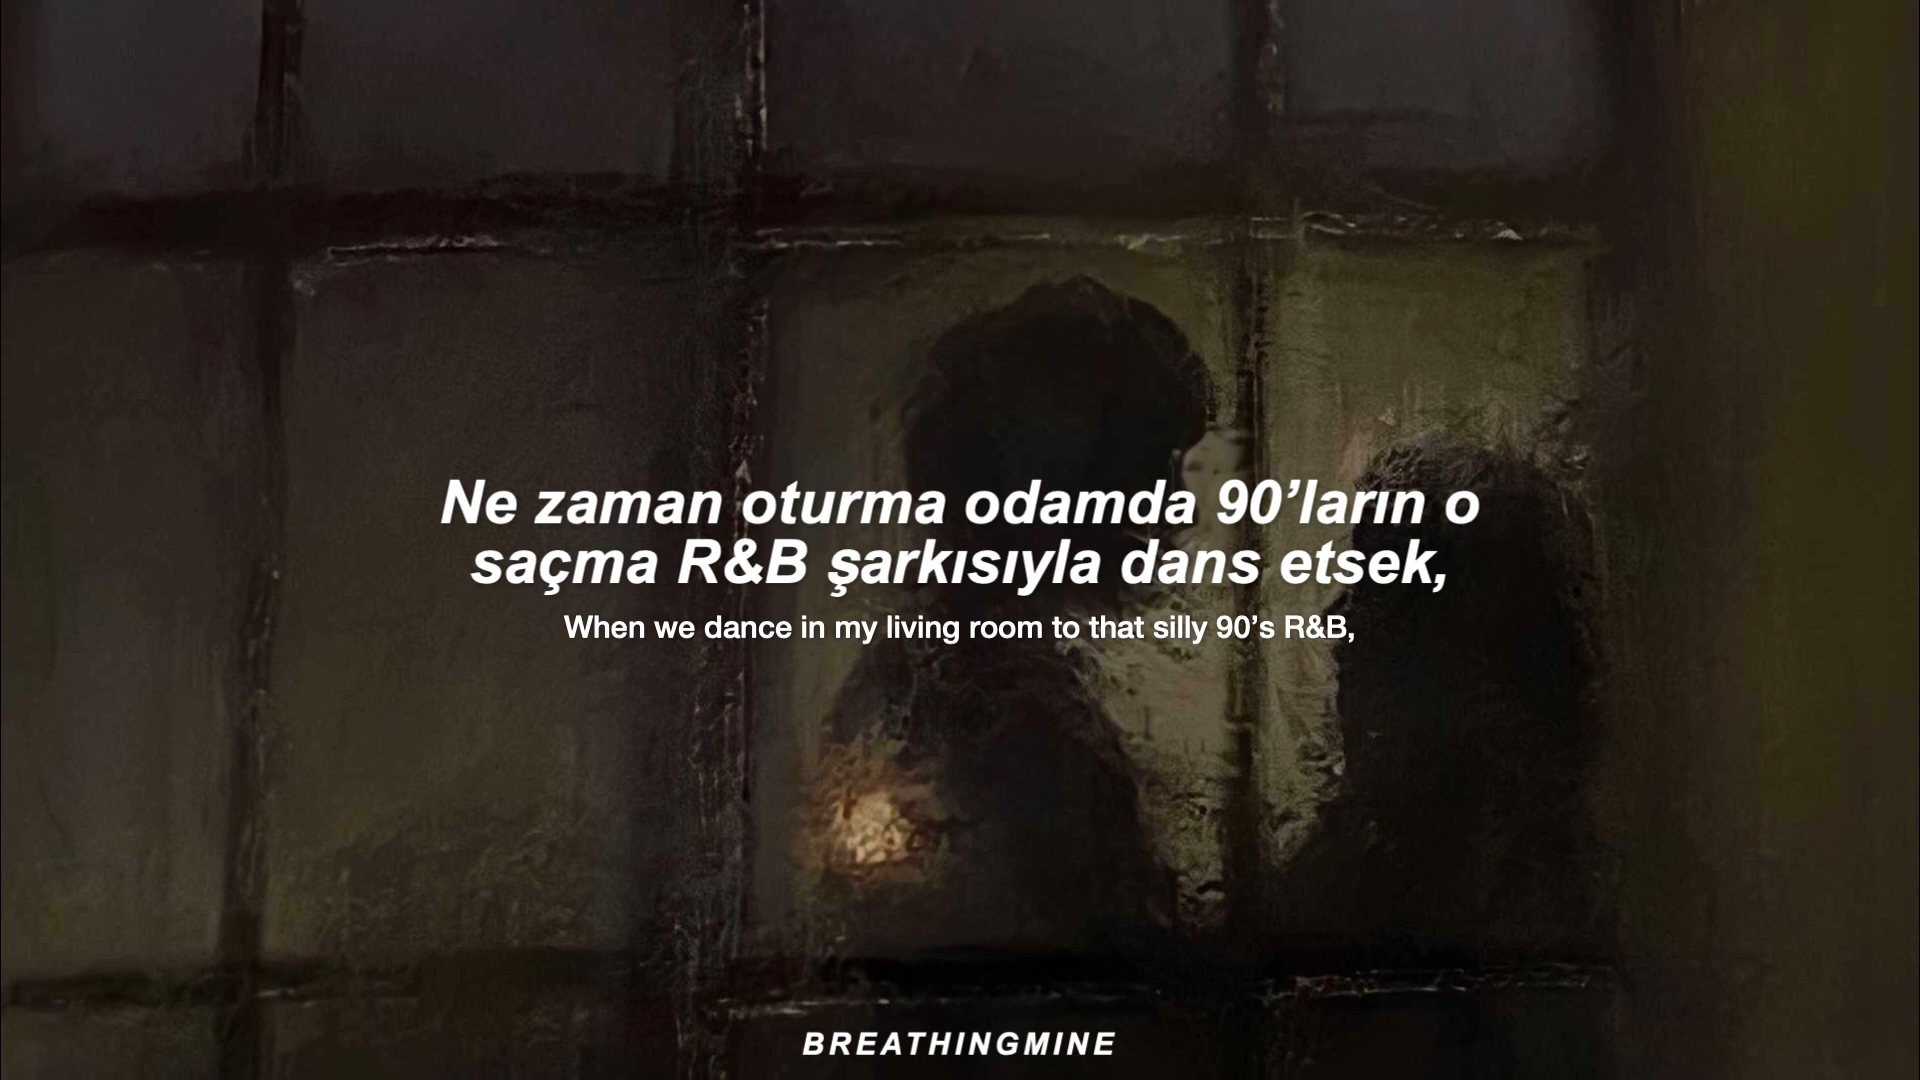 Ne zaman oturma odamda 90’ların o
saçma R&B şarkısıyla dans etsek,
When we dance in my living room to that silly 90’s R&B,
BREATHINGMINE